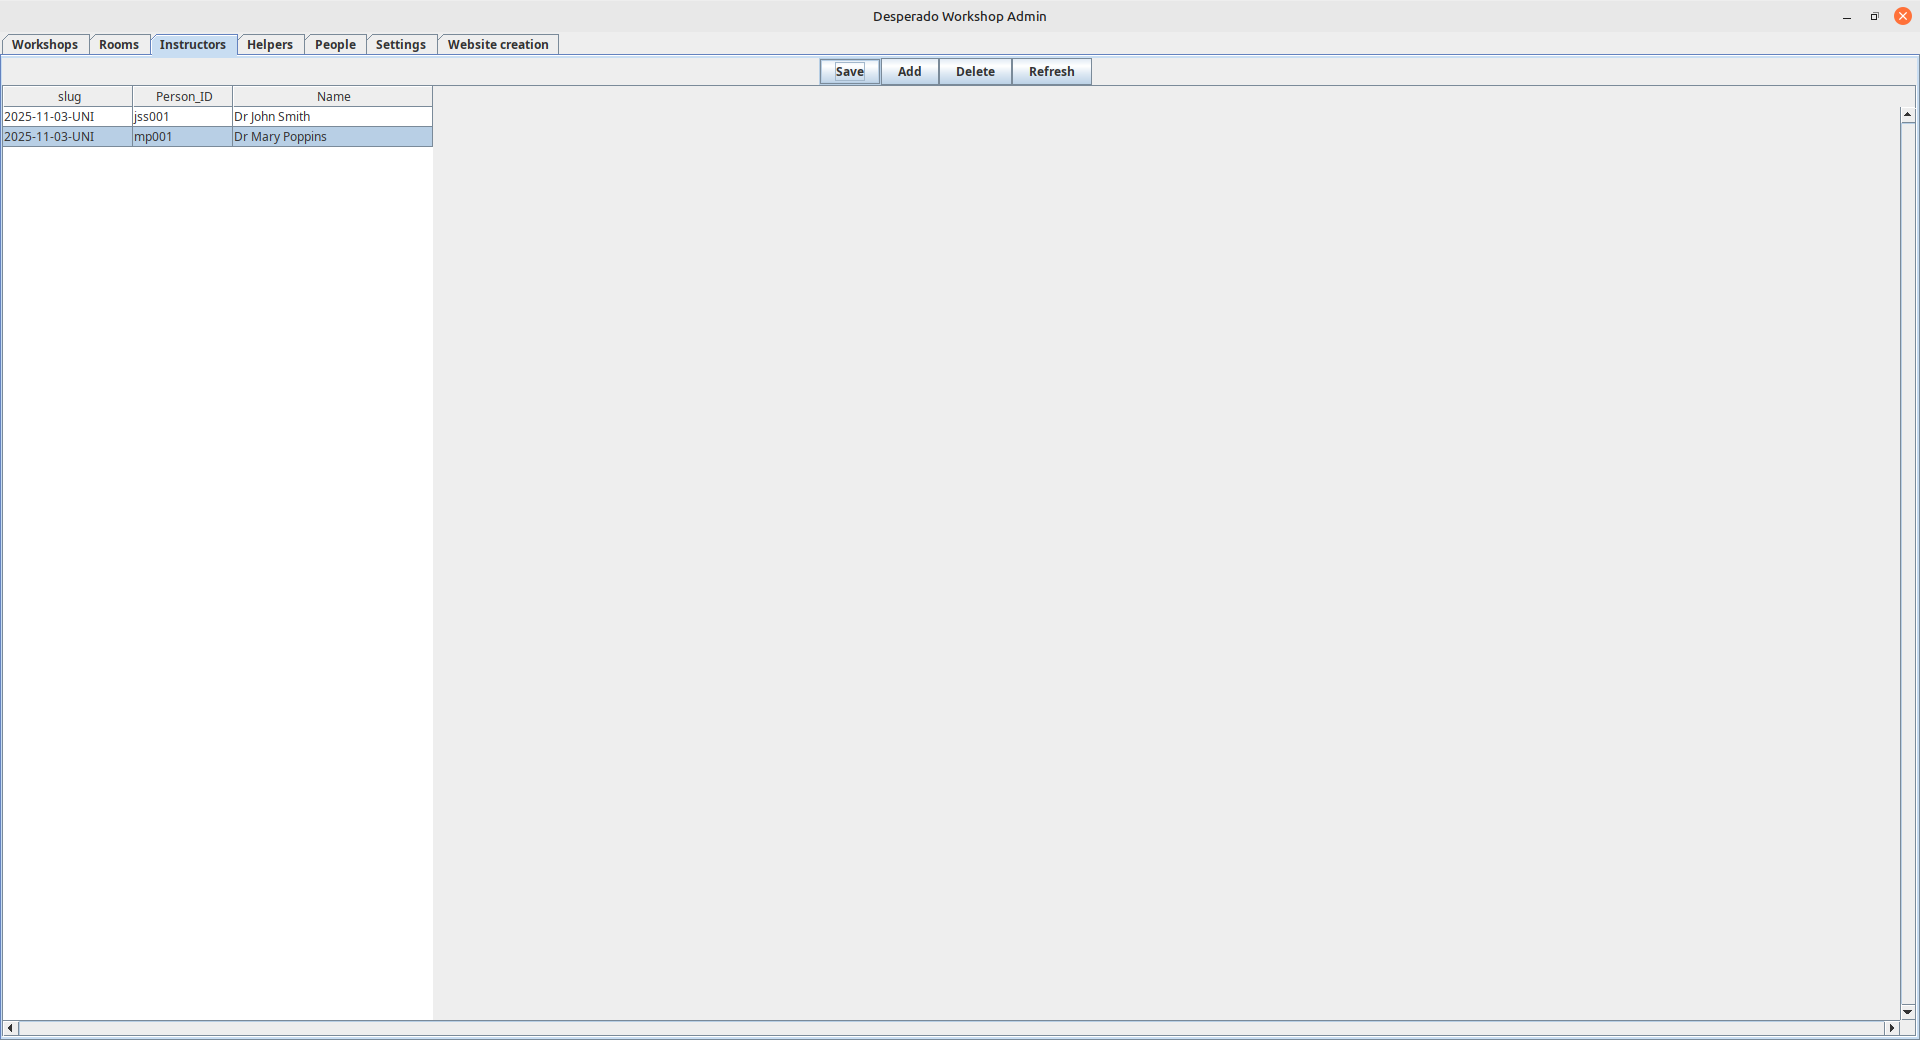 Desperado Workshop Admin
Workshops Rooms Instructors Helpers People Settings Website creation
Save Add Delete Refresh
slug Person_ID Name
2025-11-03-UNI jss001 Dr John Smith
2025-11-03-UNI mp001 Dr Mary Poppins